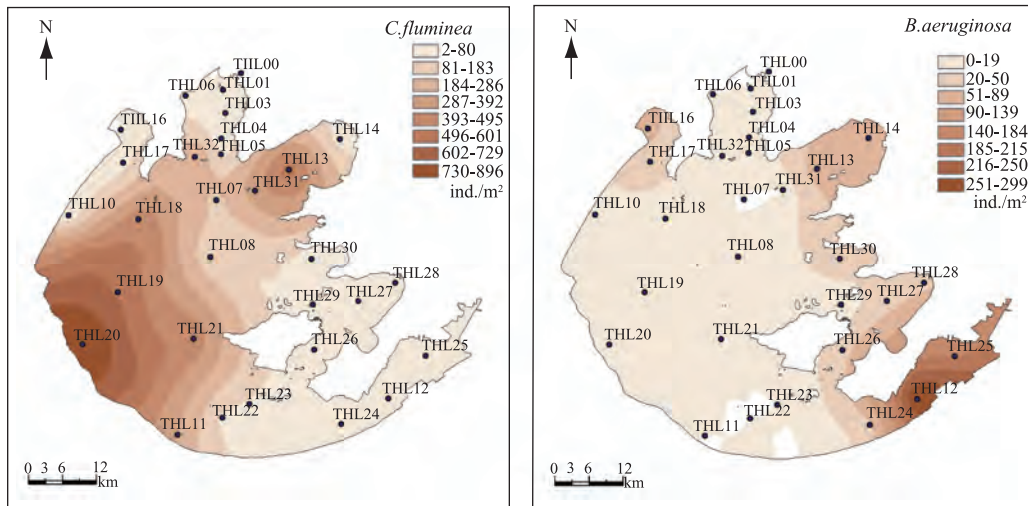 N
C.fluminea
2-80
81-183
184-286
287-392
393-495
496-601
602-729
730-896
ind./m²
TIIL00
THL06
THL01
THL03
TIIL16
THL04
THL14
THL17
THL32
THL05
THL13
THL07
THL31
THL10
THL18
THL08
THL30
THL28
THL19
THL29
THL27
THL20
THL21
THL26
THL25
THL23
THL12
THL22
THL24
THL11
0 3 6 12
km
N
B.aeruginosa
0-19
20-50
51-89
90-139
140-184
185-215
216-250
251-299
ind./m²
THL00
THL06
THL01
THL03
TIIL16
THL04
THL14
THL17
THL32
THL05
THL13
THL07
THL31
THL10
THL18
THL08
THL30
THL28
THL19
THL29
THL27
THL20
THL21
THL26
THL25
THL23
THL12
THL22
THL24
THL11
0 3 6 12
km